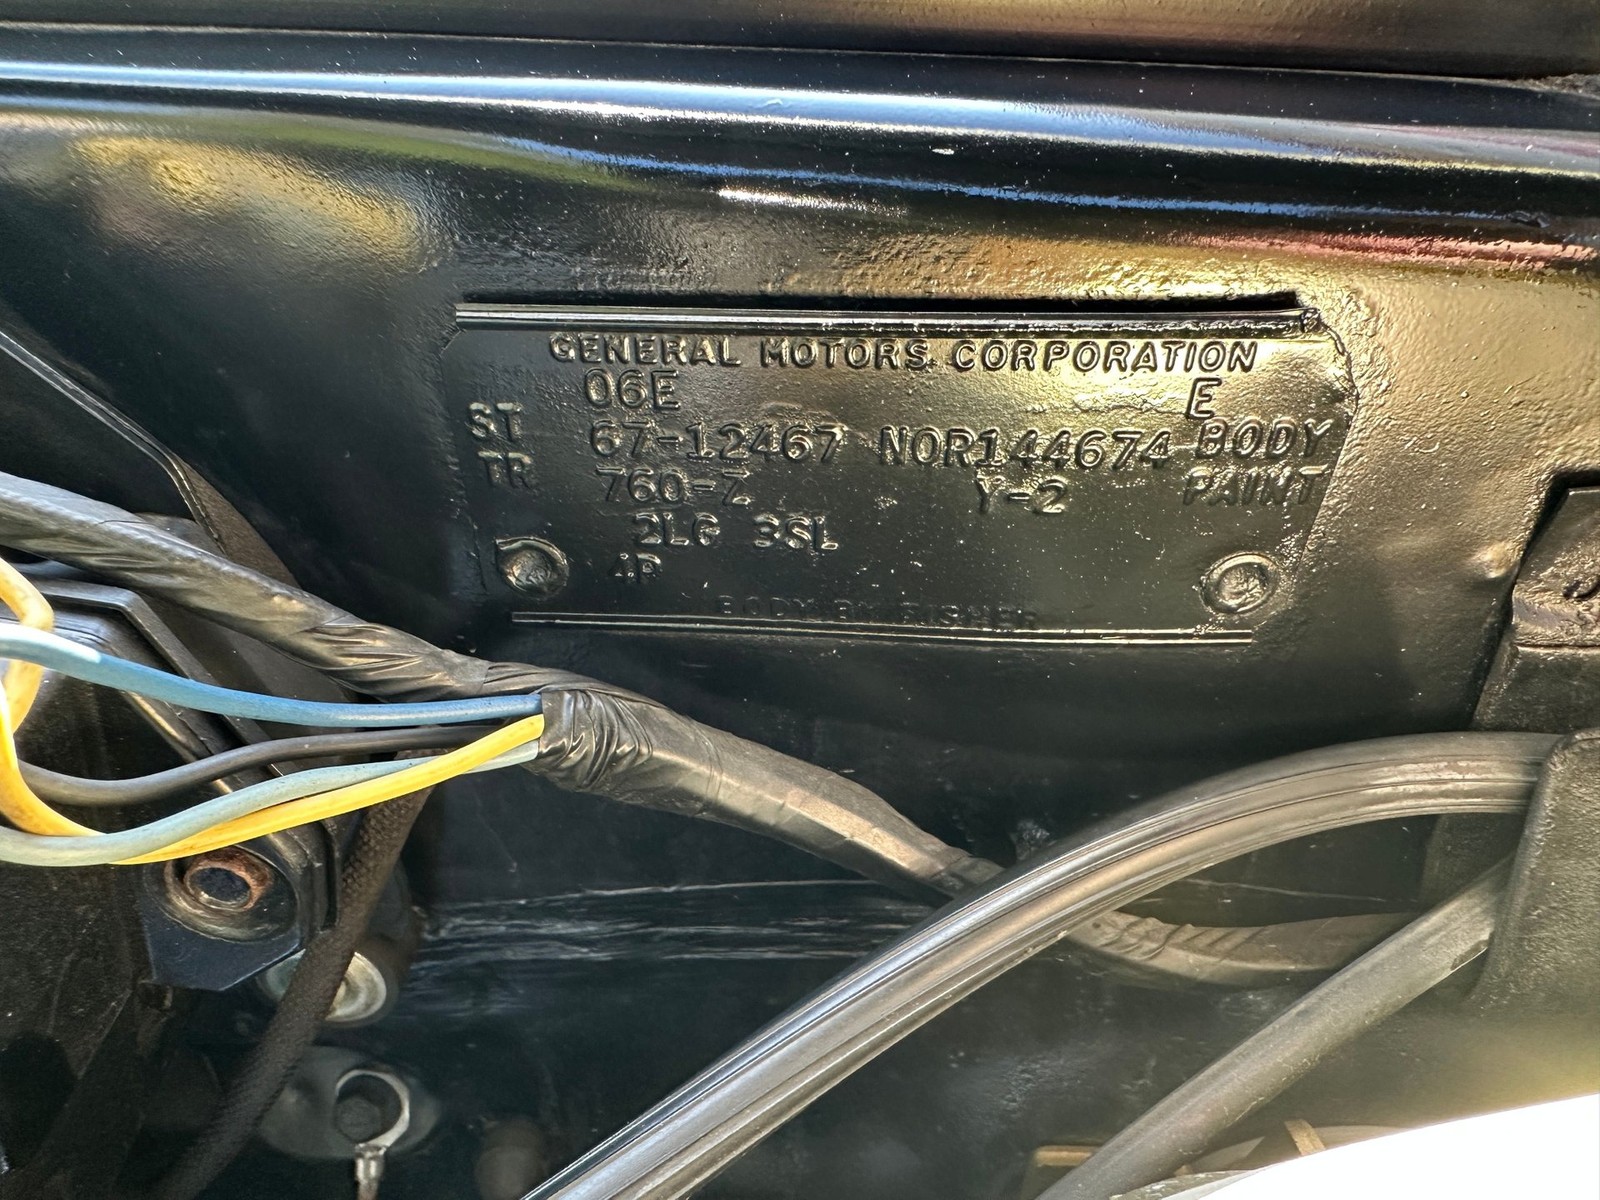 GENERAL MOTORS CORPORATION
06E E
ST 67-12467 NOR144674 BODY
TR 760-Z Y-2 PAINT
2LG 3SL
4P
BODY BY FISHER